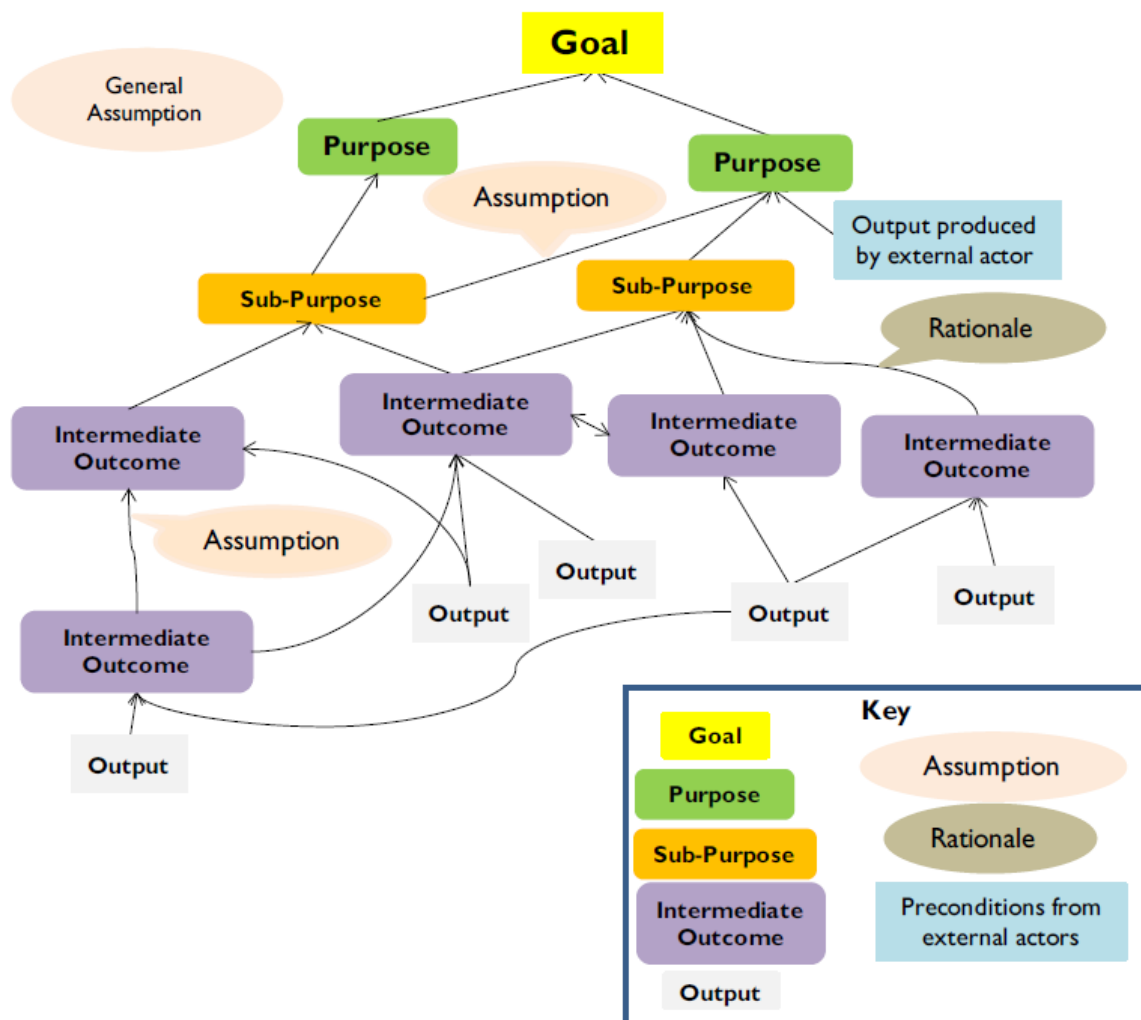 Goal
General
Assumption
Purpose
Purpose
Assumption
Output produced
by external actor
Sub-Purpose
Sub-Purpose
Rationale
Intermediate
Outcome
Intermediate
Outcome
Intermediate
Outcome
Intermediate
Outcome
Assumption
Output
Output
Output
Output
Intermediate
Outcome
Output
Key
Goal
Assumption
Purpose
Rationale
Sub-Purpose
Intermediate
Outcome
Preconditions from
external actors
Output